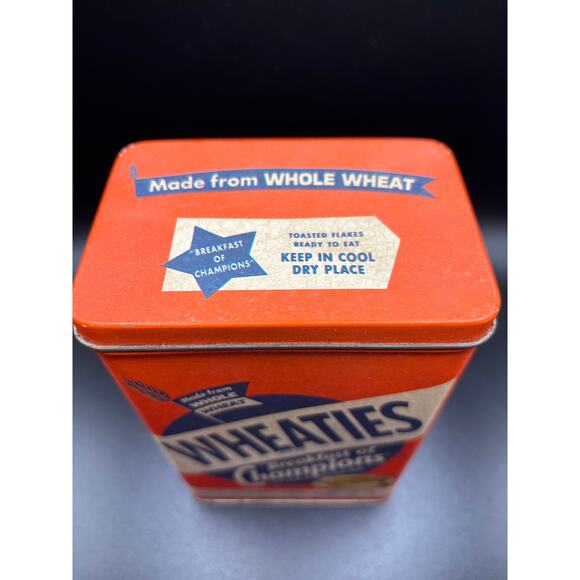 Made from WHOLE WHEAT
"BREAKFAST
OF
CHAMPIONS"
TOASTED FLAKES
READY TO EAT
KEEP IN COOL
DRY PLACE
Made from
WHOLE
WHEAT
WHEATIES
Breakfast of
Champions